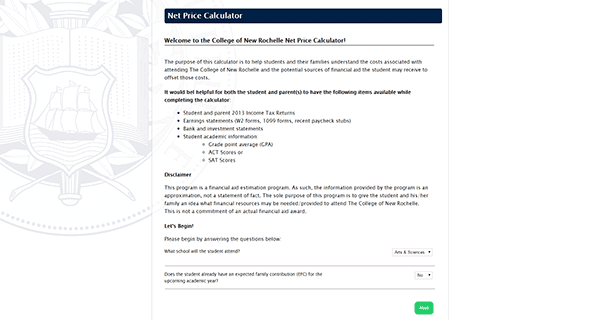 Net Price Calculator
Welcome to the College of New Rochelle Net Price Calculator!
The purpose of this calculator is to help students and their families understand the costs associated with
attending The College of New Rochelle and the potential sources of financial aid the student may receive to
offset those costs.
It would bel helpful for both the student and parent(s) to have the following items available while
completing the calculator:
Student and parent 2013 Income Tax Returns
Earnings statements (W2 forms, 1099 forms, recent paycheck stubs)
Bank and investment statements
Student academic information
Grade point average (GPA)
ACT Scores or
SAT Scores
Disclaimer
This program is a financial aid estimation program. As such, the information provided by the program is an
approximation, not a statement of fact. The sole purpose of this program is to give the student and his/her
family an idea what financial resources may be needed/provided to attend The College of New Rochelle.
This is not a commitment of an actual financial aid award.
Let's Begin!
Please begin by answering the questions below:
What school will the student attend? Arts & Sciences
Does the student already have an expected family contribution (EFC) for the No
upcoming academic year?
Next